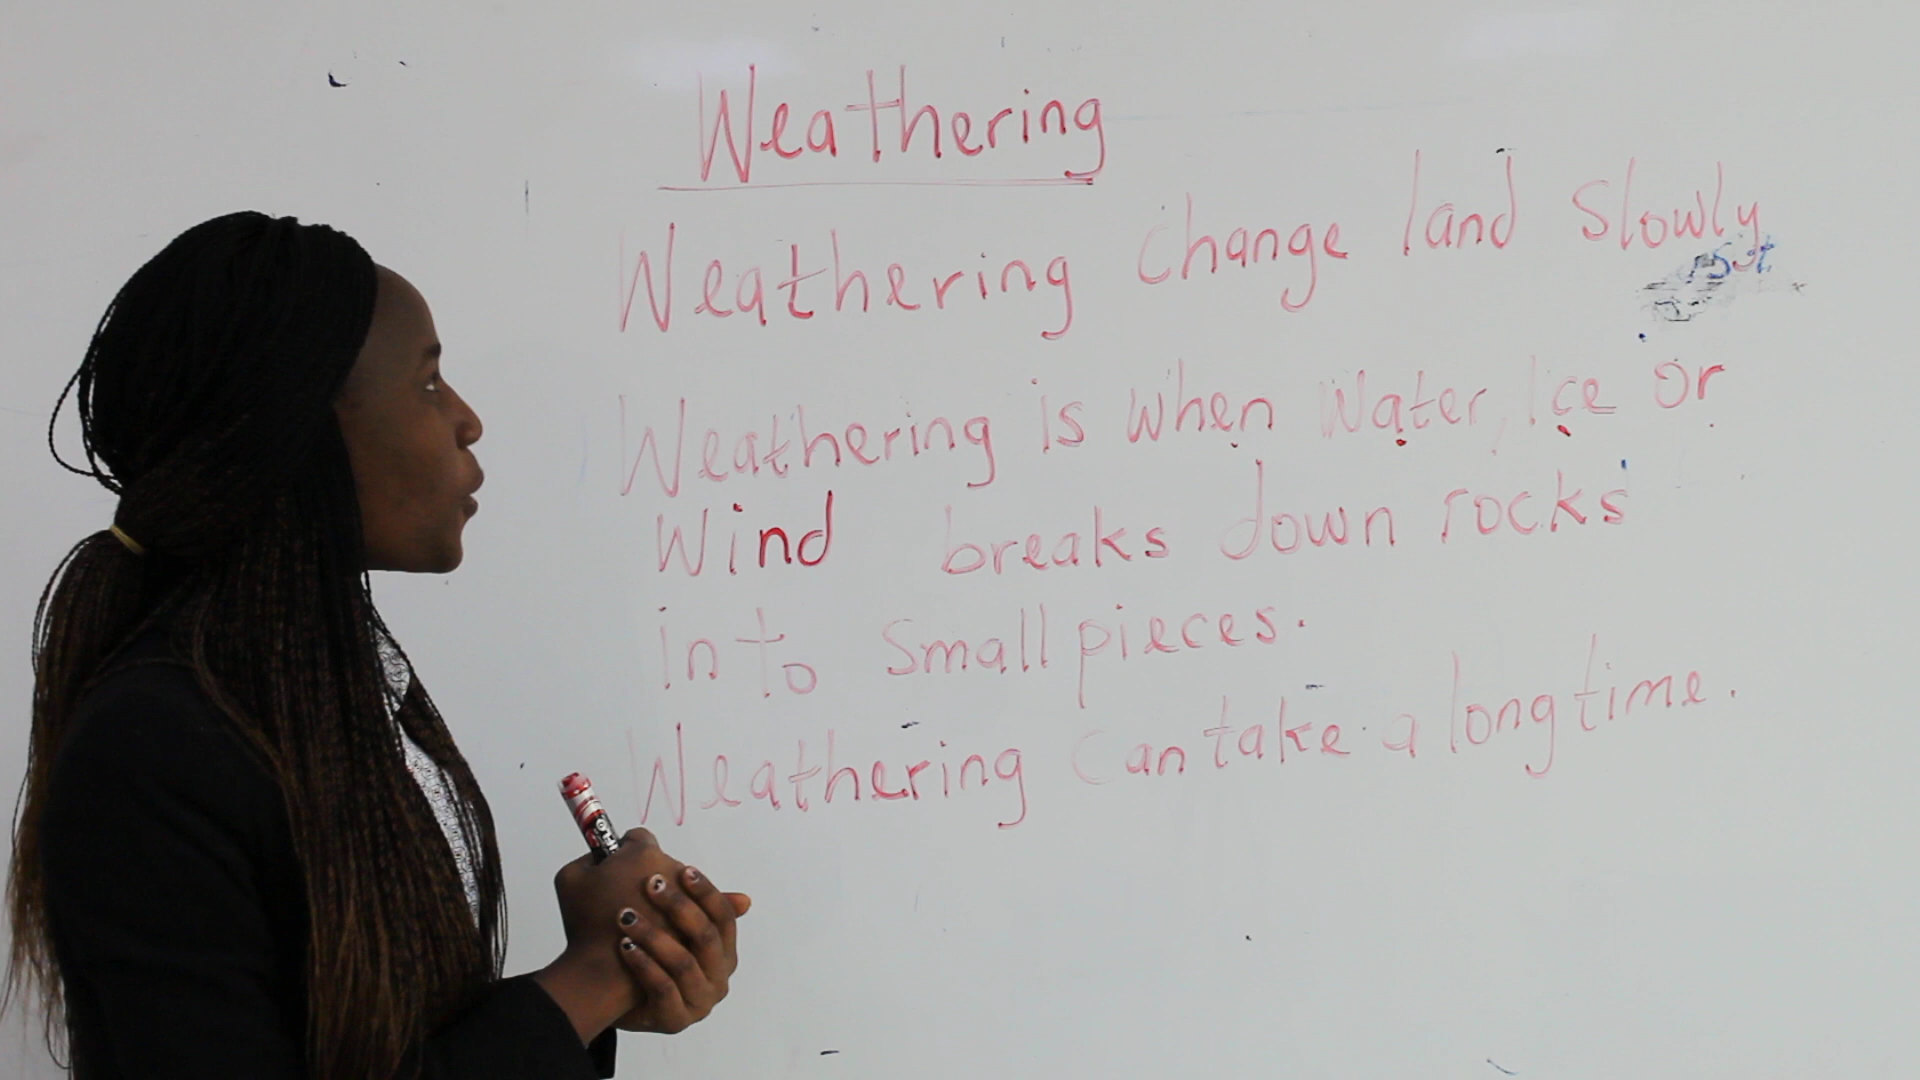 Weathering
Weathering change land slowly
Weathering is when Water, Ice or
Wind breaks down rocks
into small pieces.
Weathering can take a long time.